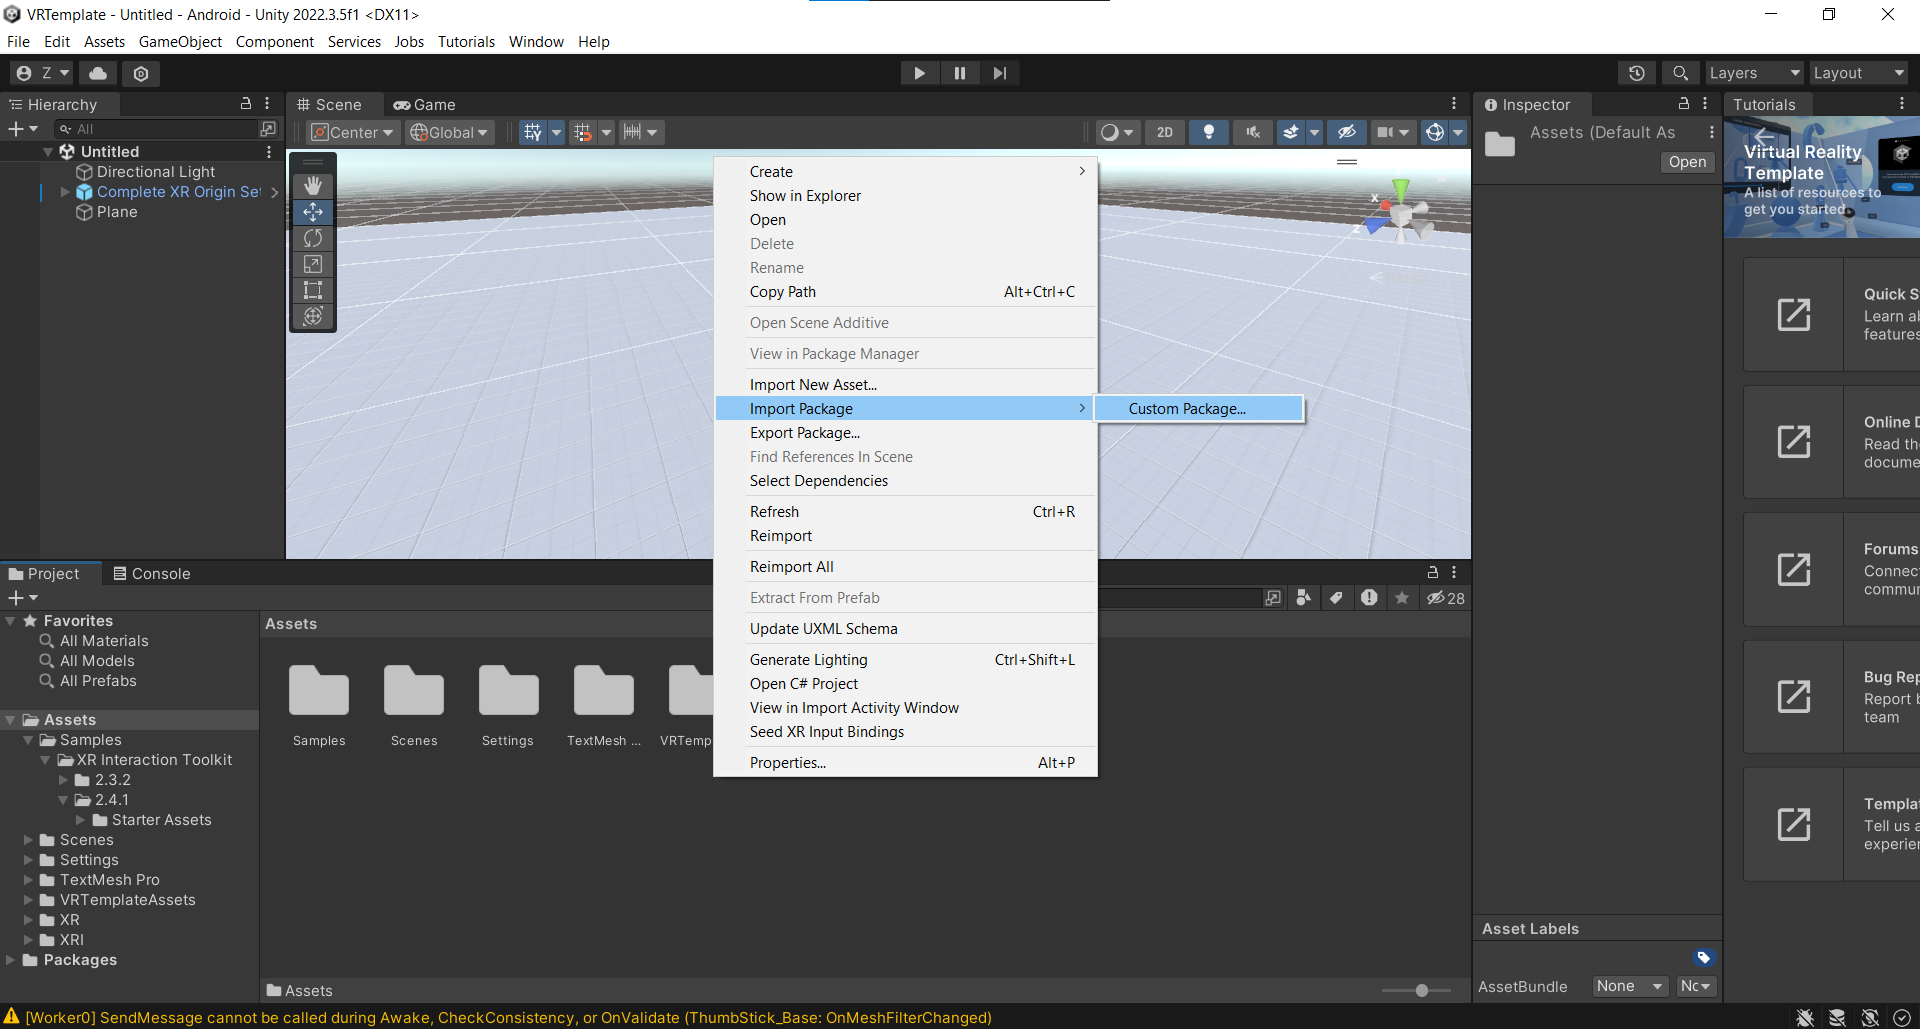 VRTemplate - Untitled - Android - Unity 2022.3.5f1 <DX11>
File Edit Assets GameObject Component Services Jobs Tutorials Window Help
Z
Layers
Layout
Hierarchy
Scene
Game
Inspector
Tutorials
All
Center
Global
2D
Assets (Default As
Open
Untitled
Directional Light
Complete XR Origin Set
Plane
x
z
Virtual Reality
Template
A list of resources to
get you started.
Create
Show in Explorer
Open
Delete
Rename
Copy Path Alt+Ctrl+C
Open Scene Additive
View in Package Manager
Import New Asset...
Import Package
Custom Package...
Export Package...
Find References In Scene
Select Dependencies
Refresh Ctrl+R
Reimport
Reimport All
Extract From Prefab
Update UXML Schema
Generate Lighting Ctrl+Shift+L
Open C# Project
View in Import Activity Window
Seed XR Input Bindings
Properties... Alt+P
Quick S
Learn ab
features
Online D
Read the
docume
Forums
Connect
commun
Bug Rep
Report b
team
Templat
Tell us a
experien
Project
Console
28
Favorites
All Materials
All Models
All Prefabs
Assets
Samples
XR Interaction Toolkit
2.3.2
2.4.1
Starter Assets
Scenes
Settings
TextMesh Pro
VRTemplateAssets
XR
XRI
Packages
Assets
Samples
Scenes
Settings
TextMesh ...
VRTemp
Assets
Asset Labels
AssetBundle None Nc
[Worker0] SendMessage cannot be called during Awake, CheckConsistency, or OnValidate (ThumbStick_Base: OnMeshFilterChanged)